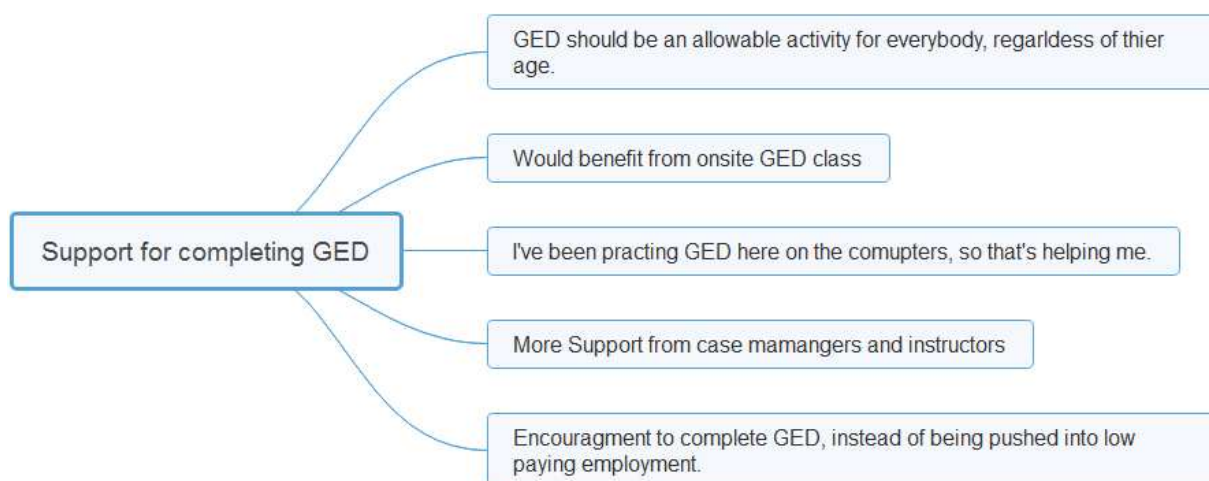 GED should be an allowable activity for everybody, regarldess of thier
age.
Would benefit from onsite GED class
Support for completing GED
I've been practing GED here on the comupters, so that's helping me.
More Support from case mamangers and instructors
Encouragment to complete GED, instead of being pushed into low
paying employment.